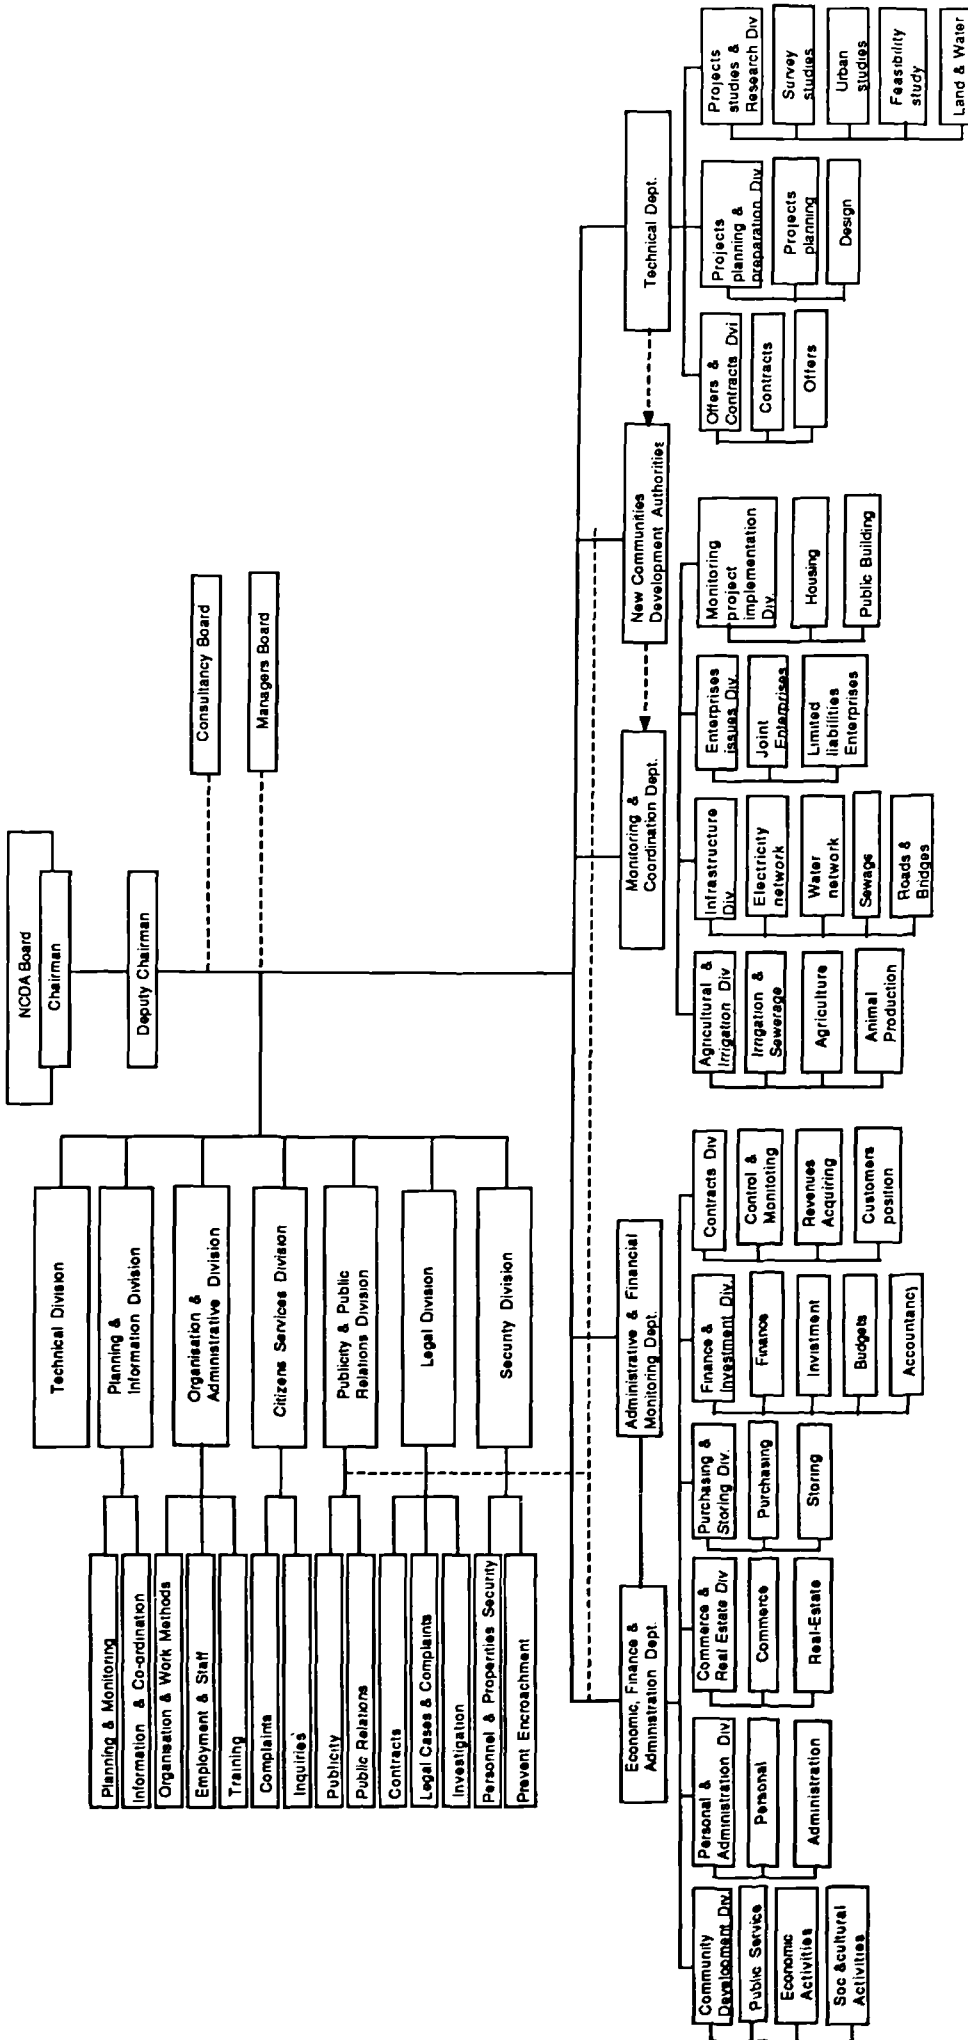 NCDA Board
Chairman
Deputy Chairman
Consultancy Board
Managers Board
Technical Division
Planning &
Information Division
Organisation &
Administrative Division
Citizens Services Division
Publicity & Public
Relations Division
Legal Division
Security Division
Planning & Monitoring
Information & Co-ordination
Organisation & Work Methods
Employment & Staff
Training
Complaints
Inquiries
Publicity
Public Relations
Contracts
Legal Cases & Complaints
Investigation
Personnel & Properities Security
Prevent Encroachment
Economic, Finance &
Administration Dept.
Administrative & Financial
Monitoring Dept.
Monitoring &
Coordination Dept.
New Communities
Development Authorities
Technical Dept.
Community
Development Div.
Public Service
Economic
Activities
Soc &cultural
Activities
Personal &
Administration Div
Personal
Administration
Commerce &
Real Estate Div
Commerce
Real-Estate
Purchasing &
Storing Div.
Purchasing
Storing
Finance &
Investment Div.
Finance
Invistment
Budgets
Accountancy
Contracts Div
Control &
Monitoting
Revenues
Acquiring
Customers
position
Agricultural &
Irrigation Div
Irrigation &
Sewerage
Agriculture
Animal
Production
Infrastructure
Div.
Electricity
network
Water
network
Sewage
Roads &
Bridges
Enterprises
issues Div.
Joint
Enterprises
Limited
liabilities
Enterprises
Monitoring
project
implementation
Div.
Housing
Public Building
Offers &
Contracts Dvi
Contracts
Offers
Projects
planning &
preparation Div.
Projects
planning
Design
Projects
studies &
Research Div
Survey
studies
Urban
studies
Feasibility
study
Land & Water